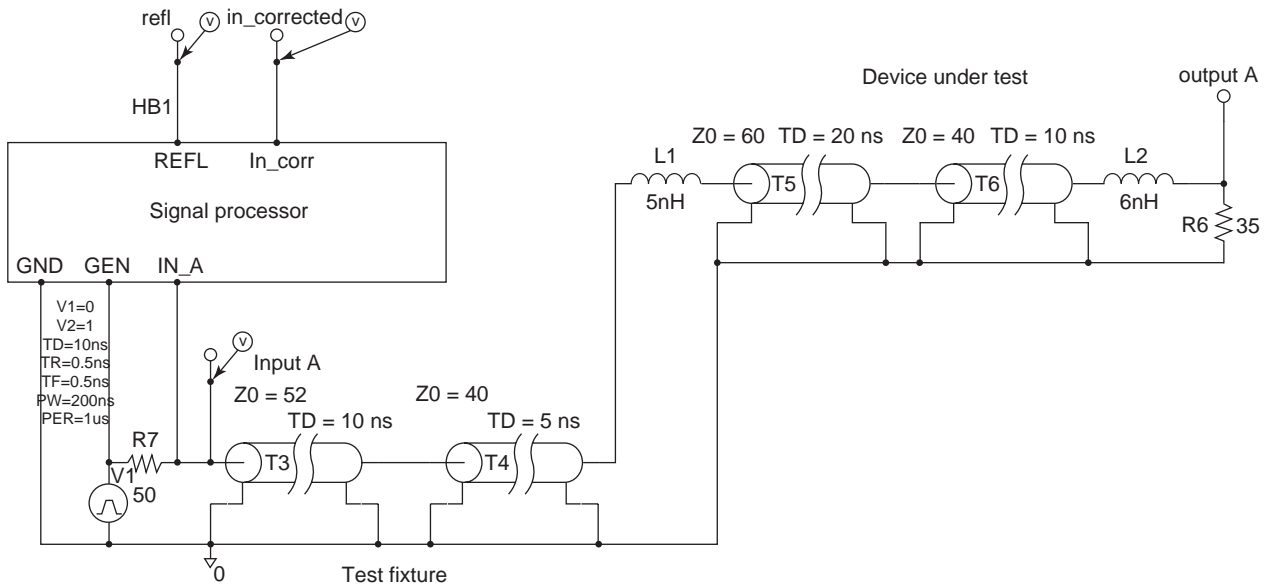 refl
in_corrected
V
V
HB1
REFL
In_corr
Signal processor
GND
GEN
IN_A
Device under test
output A
Z0 = 60
TD = 20 ns
Z0 = 40
TD = 10 ns
L1
T5
T6
L2
5nH
6nH
R6
35
V1=0
V2=1
TD=10ns
TR=0.5ns
TF=0.5ns
PW=200ns
PER=1us
V
Input A
Z0 = 52
Z0 = 40
TD = 10 ns
TD = 5 ns
R7
T3
T4
V1
50
0
Test fixture